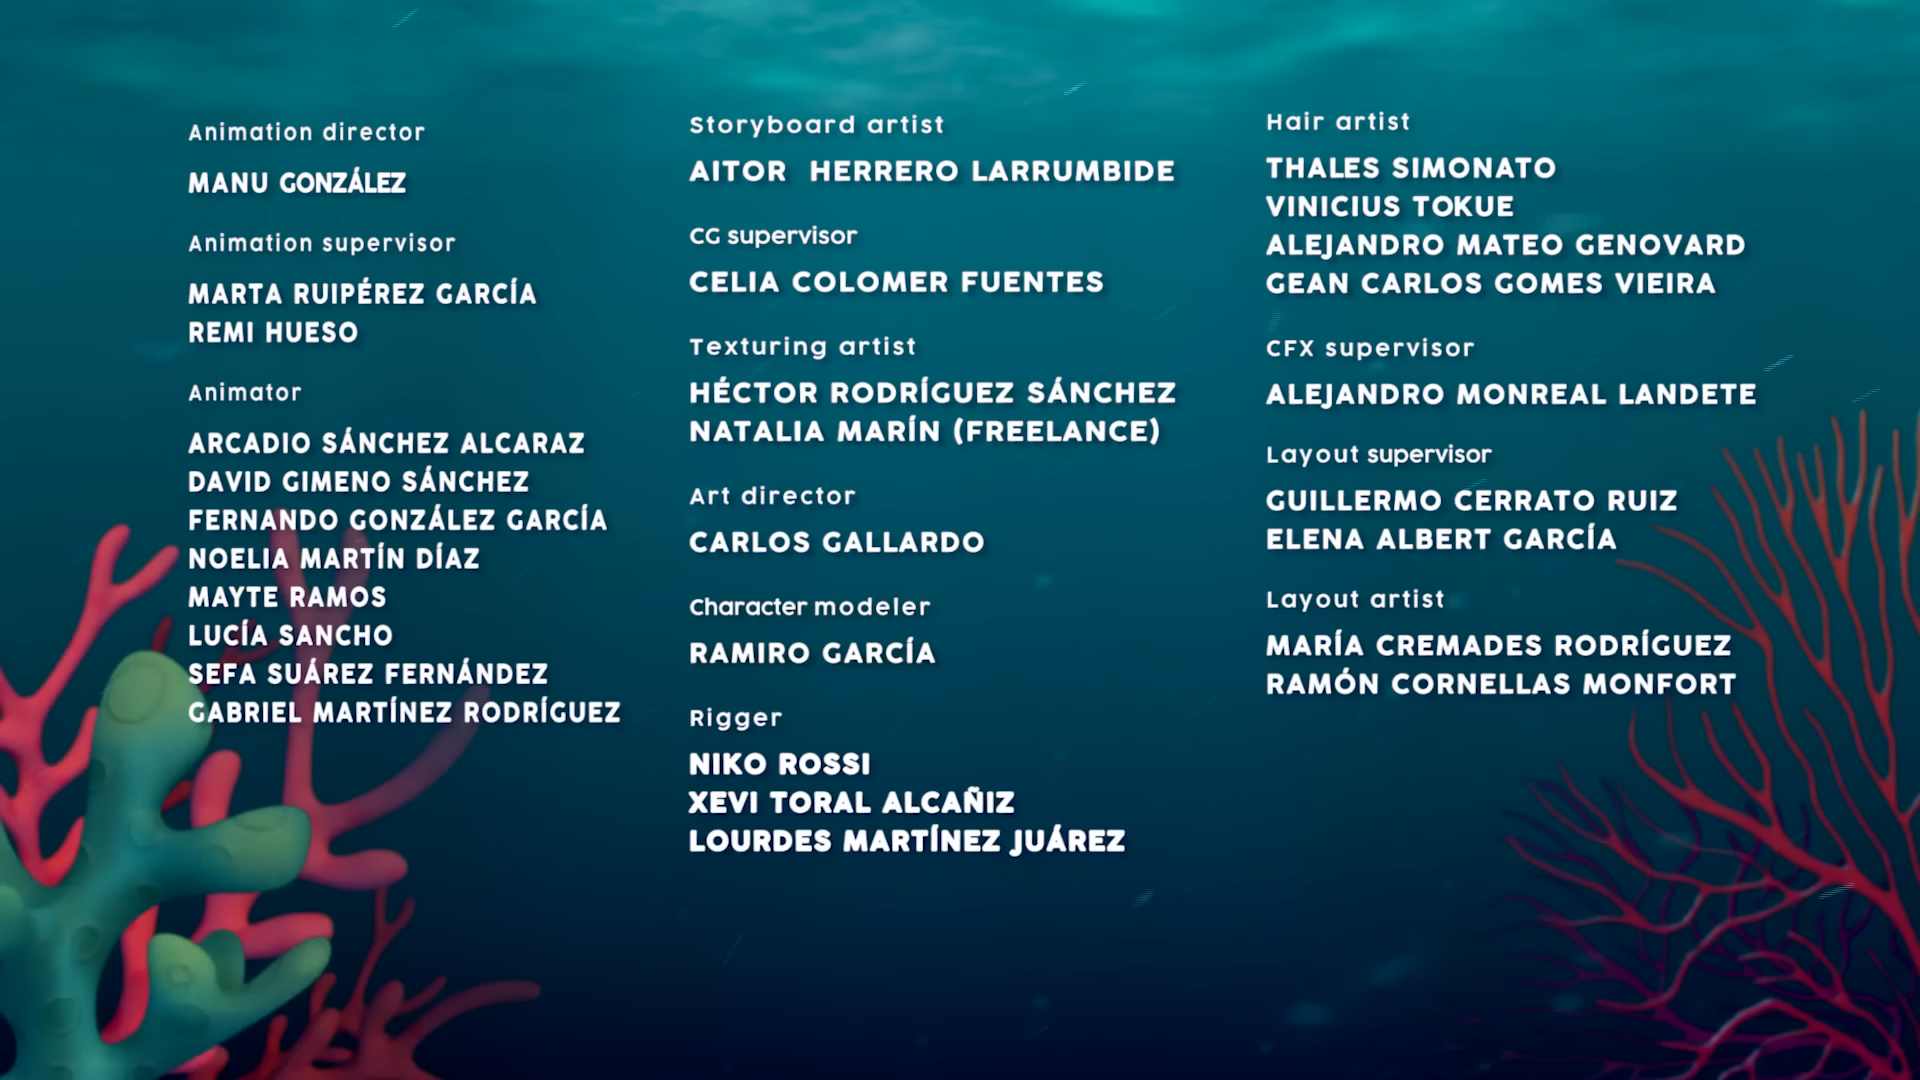 Animation director
MANU GONZÁLEZ
Animation supervisor
MARTA RUIPÉREZ GARCÍA
REMI HUESO
Animator
ARCADIO SÁNCHEZ ALCARAZ
DAVID GIMENO SÁNCHEZ
FERNANDO GONZÁLEZ GARCÍA
NOELIA MARTÍN DÍAZ
MAYTE RAMOS
LUCÍA SANCHO
SEFA SUÁREZ FERNÁNDEZ
GABRIEL MARTÍNEZ RODRÍGUEZ
Storyboard artist
AITOR HERRERO LARRUMBIDE
CG supervisor
CELIA COLOMER FUENTES
Texturing artist
HÉCTOR RODRÍGUEZ SÁNCHEZ
NATALIA MARÍN (FREELANCE)
Art director
CARLOS GALLARDO
Character modeler
RAMIRO GARCÍA
Rigger
NIKO ROSSI
XEVI TORAL ALCAÑIZ
LOURDES MARTÍNEZ JUÁREZ
Hair artist
THALES SIMONATO
VINICIUS TOKUE
ALEJANDRO MATEO GENOVARD
GEAN CARLOS GOMES VIEIRA
CFX supervisor
ALEJANDRO MONREAL LANDETE
Layout supervisor
GUILLERMO CERRATO RUIZ
ELENA ALBERT GARCÍA
Layout artist
MARÍA CREMADES RODRÍGUEZ
RAMÓN CORNELLAS MONFORT